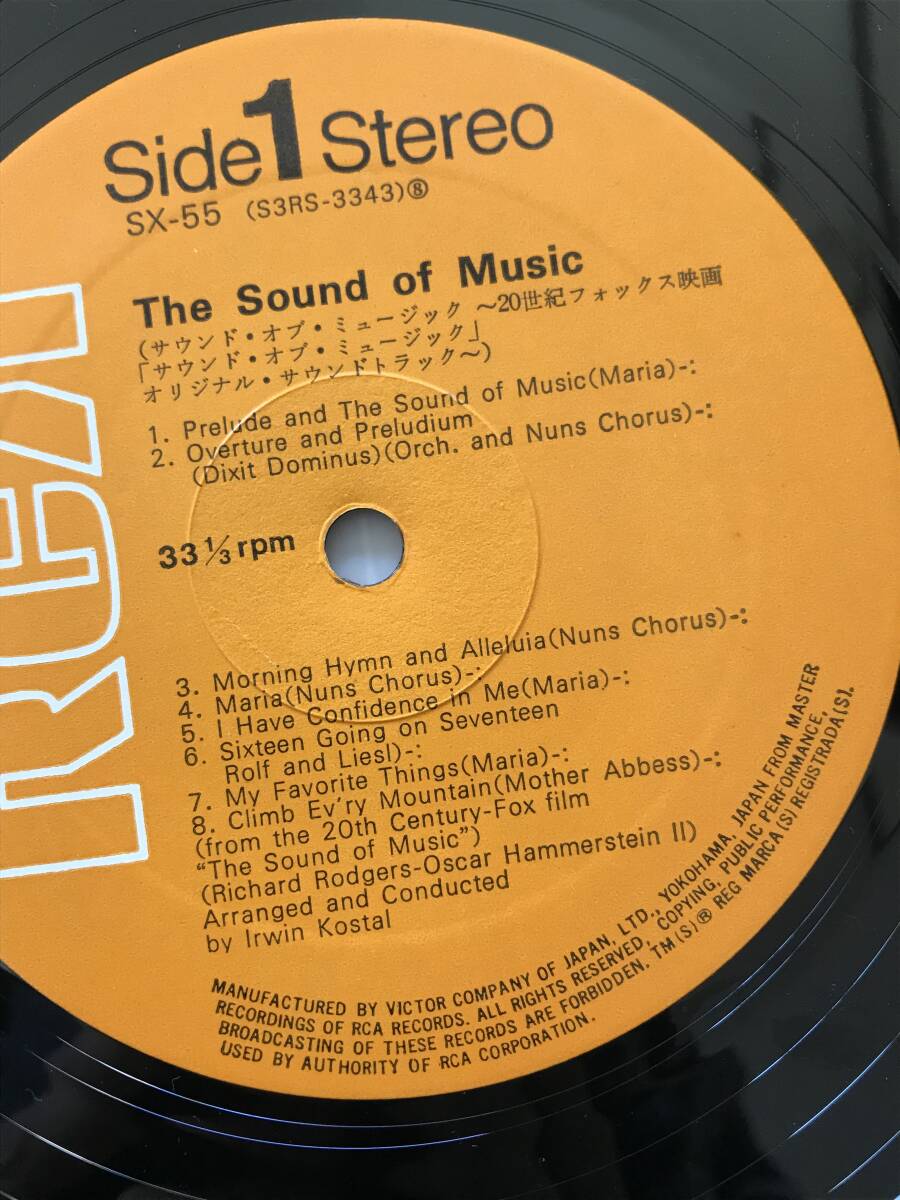 RCA
Side 1 Stereo
SX-55 (S3RS-3343)⑧
The Sound of Music
(サウンド・オブ・ミュージック ～20世紀フォックス映画
「サウンド・オブ・ミュージック」
オリジナル・サウンドトラック～)
1. Prelude and The Sound of Music(Maria)-:
2. Overture and Preludium
(Dixit Dominus)(Orch. and Nuns Chorus)-:
33 1/3 rpm
3. Morning Hymn and Alleluia(Nuns Chorus)-:
4. Maria(Nuns Chorus)-:
5. I Have Confidence in Me(Maria)-:
6. Sixteen Going on Seventeen
Rolf and Liesl)-:
7. My Favorite Things(Maria)-:
8. Climb Ev'ry Mountain(Mother Abbess)-:
(from the 20th Century-Fox film
"The Sound of Music")
(Richard Rodgers-Oscar Hammerstein II)
Arranged and Conducted
by Irwin Kostal
MANUFACTURED BY VICTOR COMPANY OF JAPAN, LTD., YOKOHAMA, JAPAN FROM MASTER
RECORDINGS OF RCA RECORDS. ALL RIGHTS RESERVED, COPYING, PUBLIC PERFORMANCE,
BROADCASTING OF THESE RECORDS ARE FORBIDDEN. TM(S)® REG MARCA(S) REGISTRADA(S).
USED BY AUTHORITY OF RCA CORPORATION.